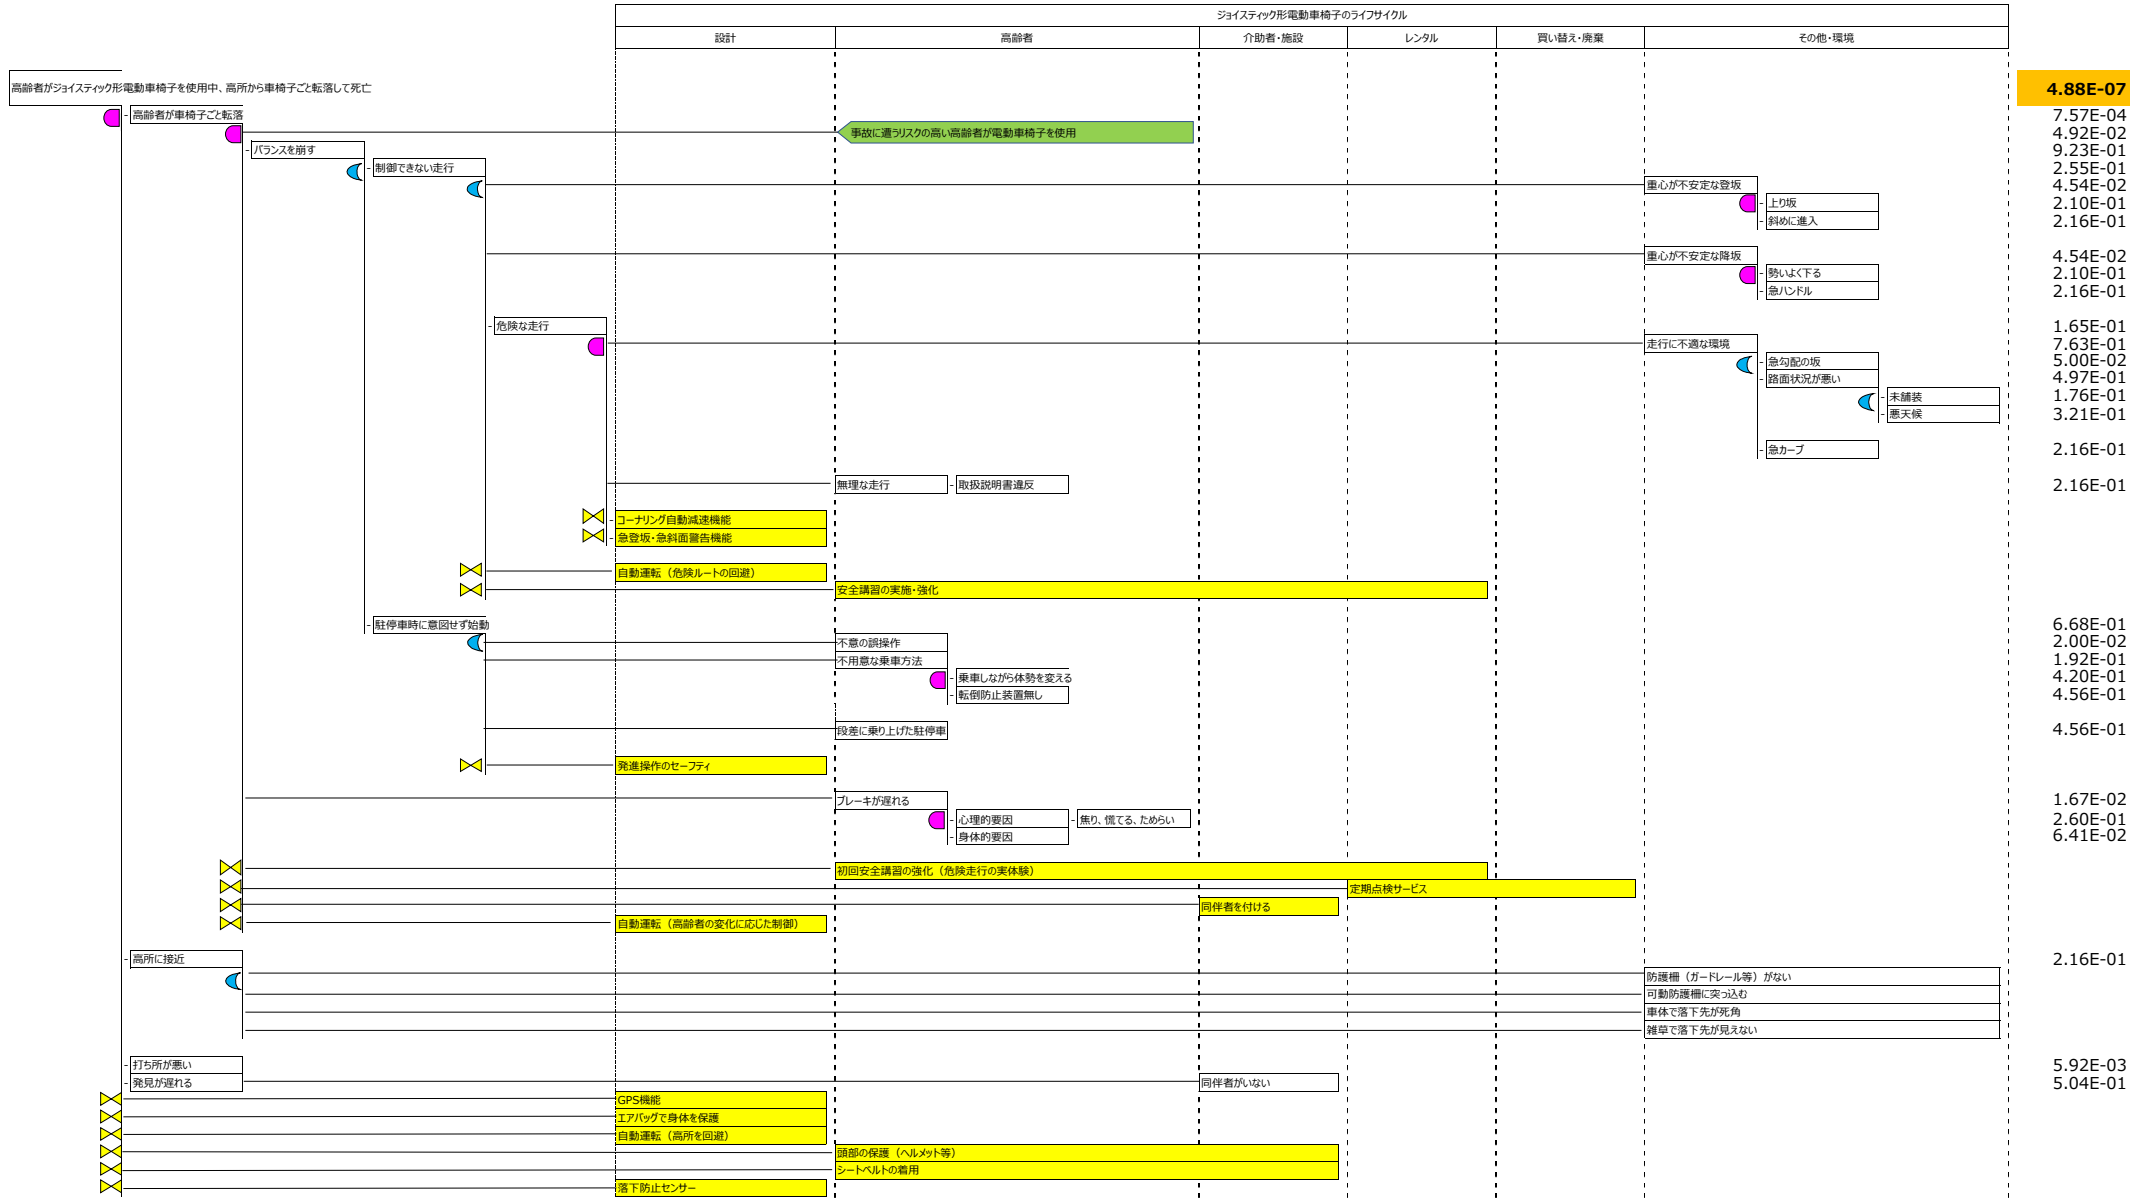 ジョイスティック形電動車椅子のライフサイクル
設計 高齢者 介助者・施設 レンタル 買い替え・廃棄 その他・環境
高齢者がジョイスティック形電動車椅子を使用中、高所から車椅子ごと転落して死亡 4.88E-07
- 高齢者が車椅子ごと転落 7.57E-04
事故に遭うリスクの高い高齢者が電動車椅子を使用 4.92E-02
- バランスを崩す 9.23E-01
- 制御できない走行 2.55E-01
重心が不安定な登坂 4.54E-02
- 上り坂 2.10E-01
- 斜めに進入 2.16E-01
重心が不安定な降坂 4.54E-02
- 勢いよく下る 2.10E-01
- 急ハンドル 2.16E-01
- 危険な走行 1.65E-01
走行に不適な環境 7.63E-01
- 急勾配の坂 5.00E-02
- 路面状況が悪い 4.97E-01
- 未舗装 1.76E-01
- 悪天候 3.21E-01
- 急カーブ 2.16E-01
無理な走行 - 取扱説明書違反 2.16E-01
- コーナリング自動減速機能
- 急登坂・急斜面警告機能
自動運転（危険ルートの回避）
安全講習の実施・強化
- 駐停車時に意図せず始動 6.68E-01
不意の誤操作 2.00E-02
不用意な乗車方法 1.92E-01
- 乗車しながら体勢を変える 4.20E-01
- 転倒防止装置無し 4.56E-01
段差に乗り上げた駐停車 4.56E-01
発進操作のセーフティ
ブレーキが遅れる 1.67E-02
- 心理的要因 - 焦り、慌てる、ためらい 2.60E-01
- 身体的要因 6.41E-02
初回安全講習の強化（危険走行の実体験）
定期点検サービス
同伴者を付ける
自動運転（高齢者の変化に応じた制御）
- 高所に接近 2.16E-01
防護柵（ガードレール等）がない
可動防護柵に突っ込む
車体で落下先が死角
雑草で落下先が見えない
- 打ち所が悪い 5.92E-03
- 発見が遅れる 同伴者がいない 5.04E-01
GPS機能
エアバッグで身体を保護
自動運転（高所を回避）
頭部の保護（ヘルメット等）
シートベルトの着用
落下防止センサー